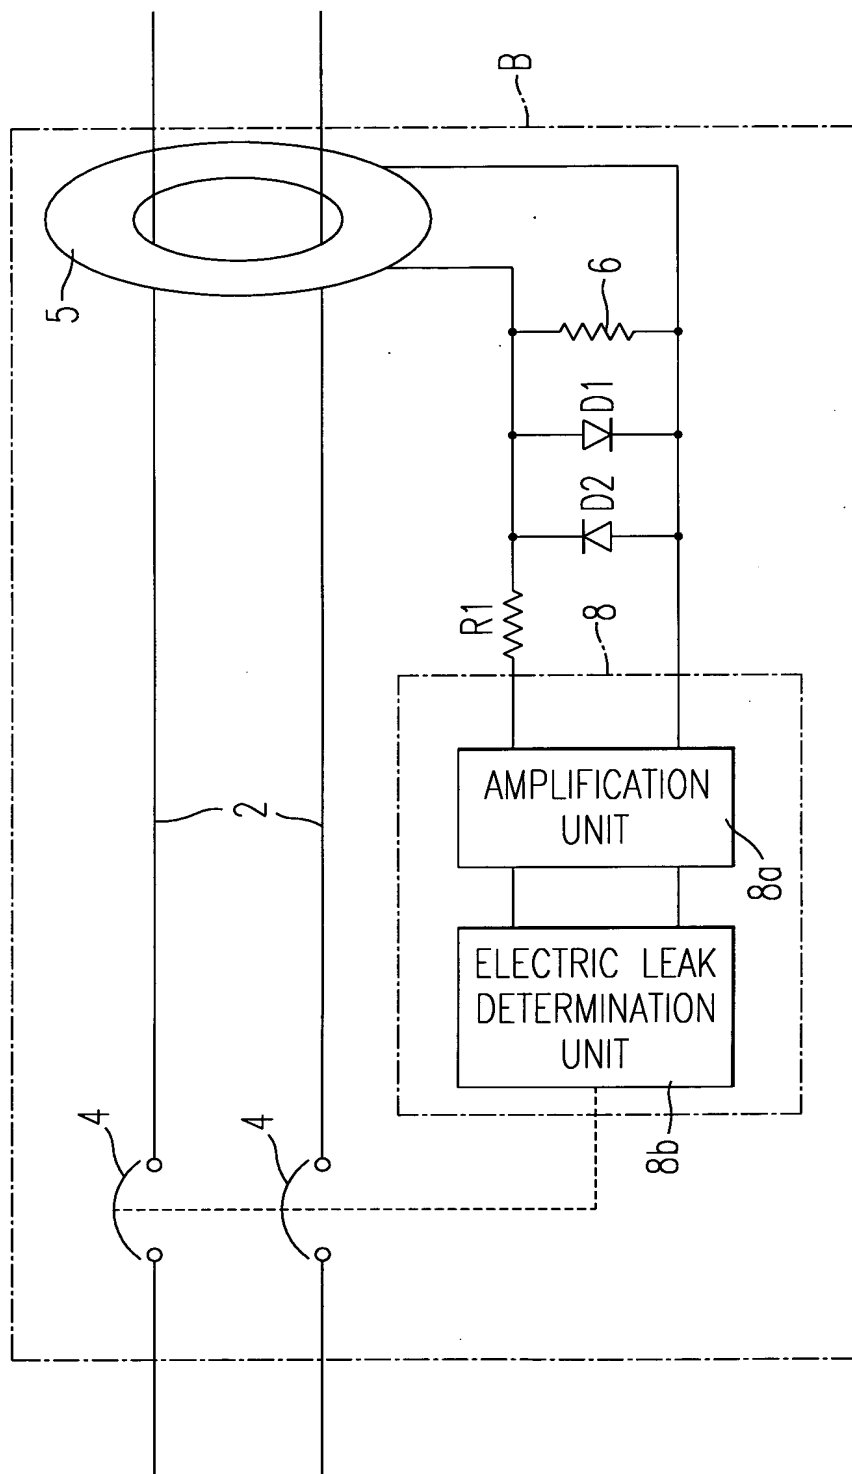 B
5
6
D1
D2
R1
8
2
AMPLIFICATION
UNIT
8a
ELECTRIC LEAK
DETERMINATION
UNIT
8b
4
4